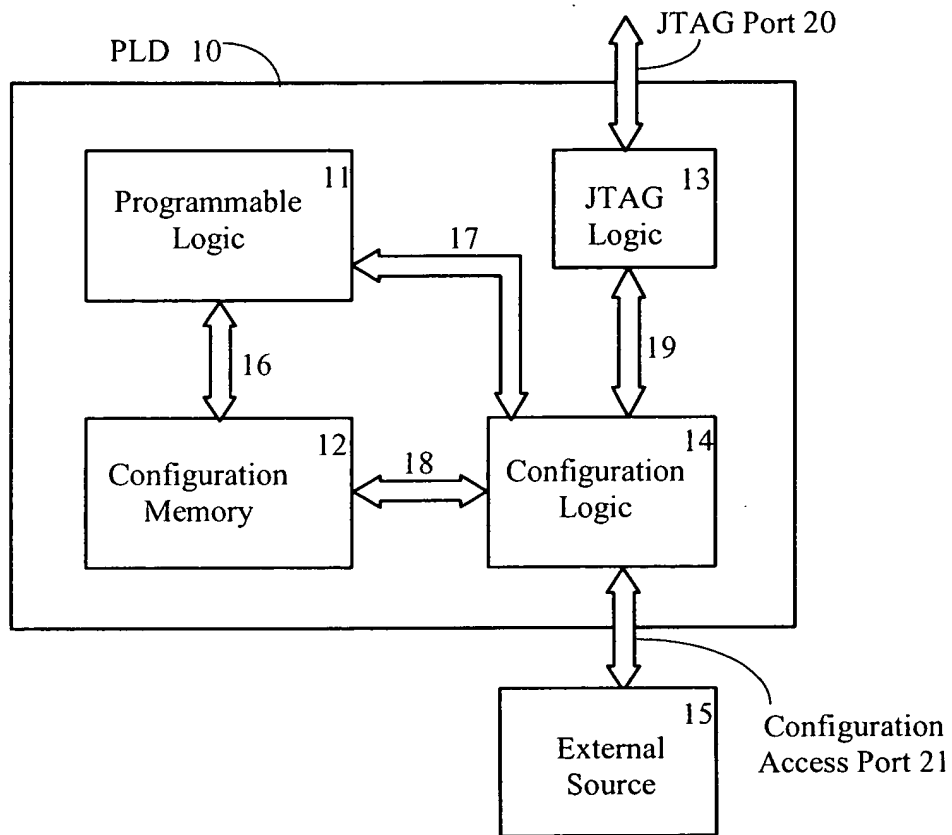 JTAG Port 20
PLD 10
11
Programmable
Logic
13
JTAG
Logic
17
16
19
12
Configuration
Memory
18
14
Configuration
Logic
15
External
Source
Configuration
Access Port 21